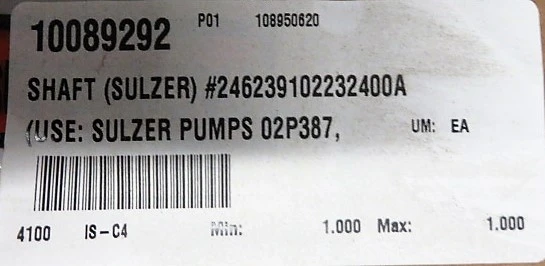 10089292 P01 108950620
SHAFT (SULZER) #246239102232400A
(USE: SULZER PUMPS 02P387, UM: EA
4100 IS-C4 Min: 1.000 Max: 1.000